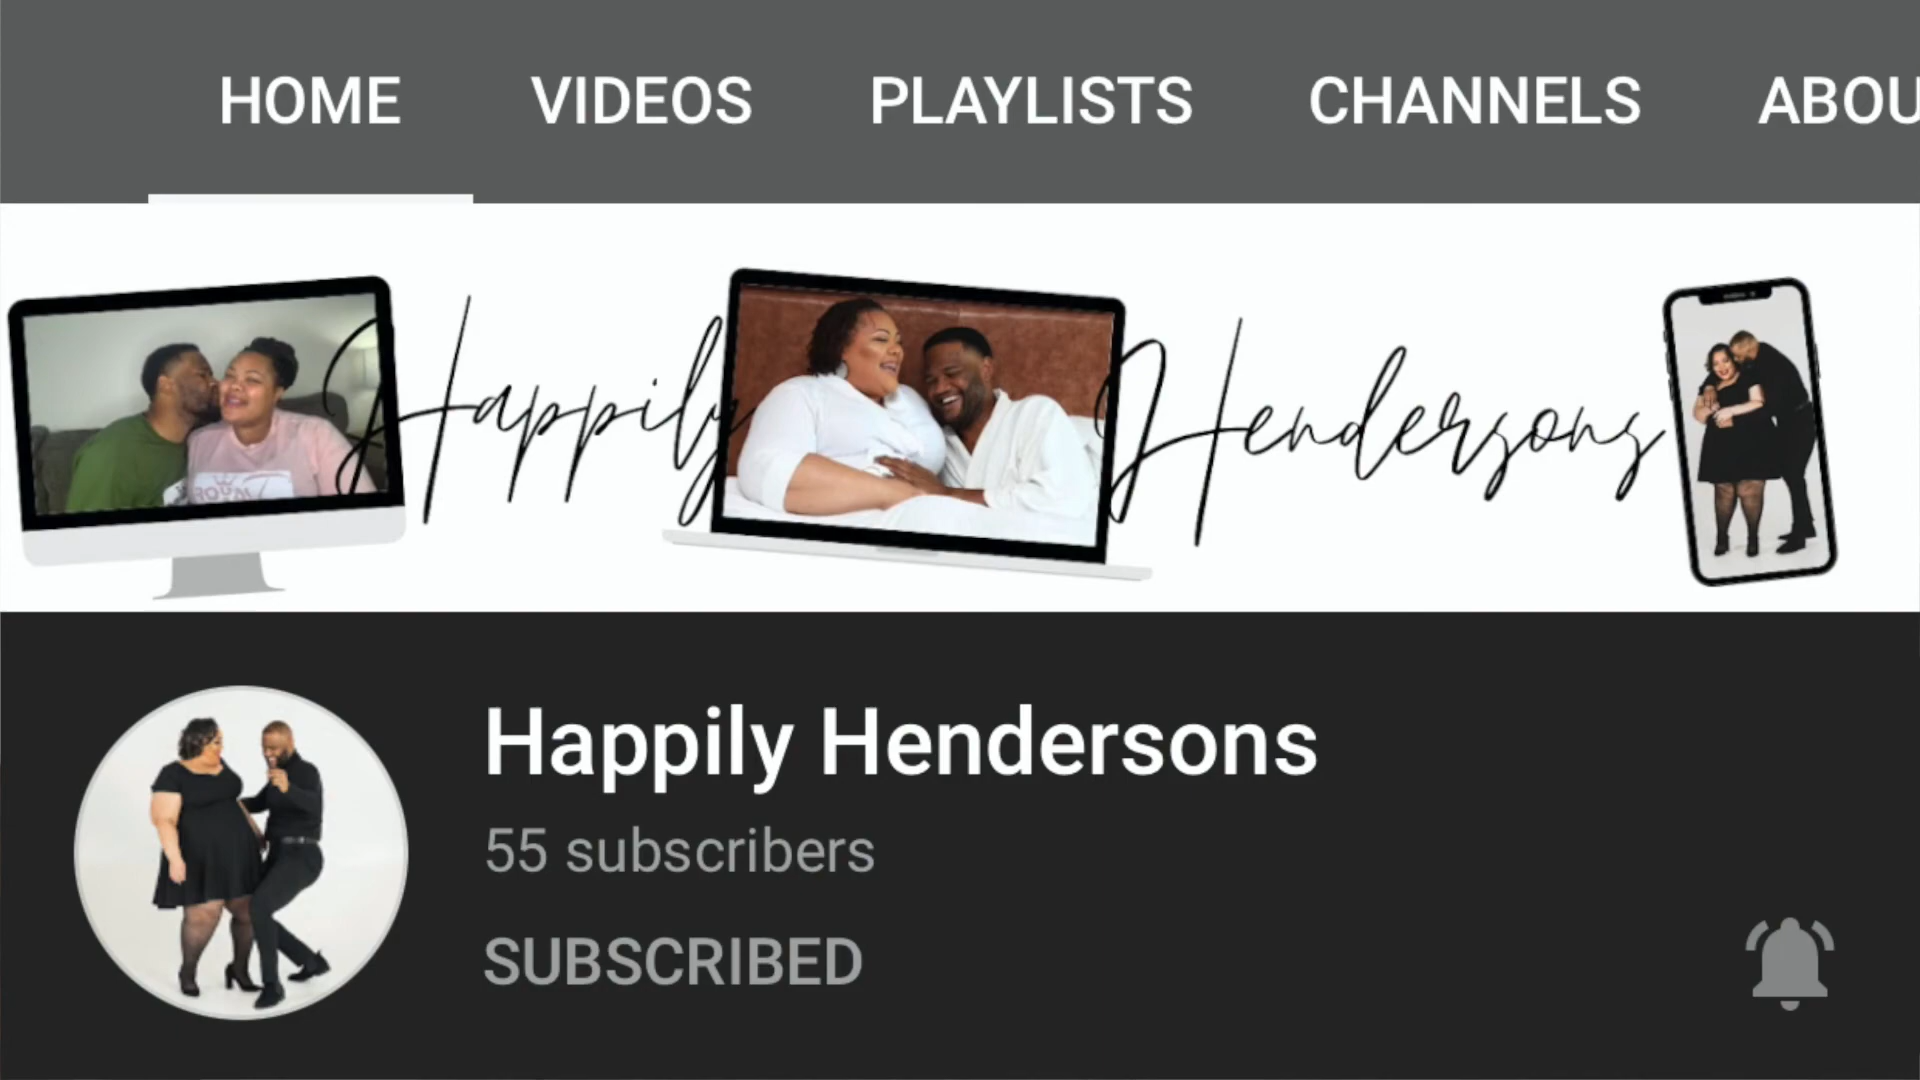 HOME VIDEOS PLAYLISTS CHANNELS ABOU
Happily Hendersons
Happily Hendersons
55 subscribers
SUBSCRIBED